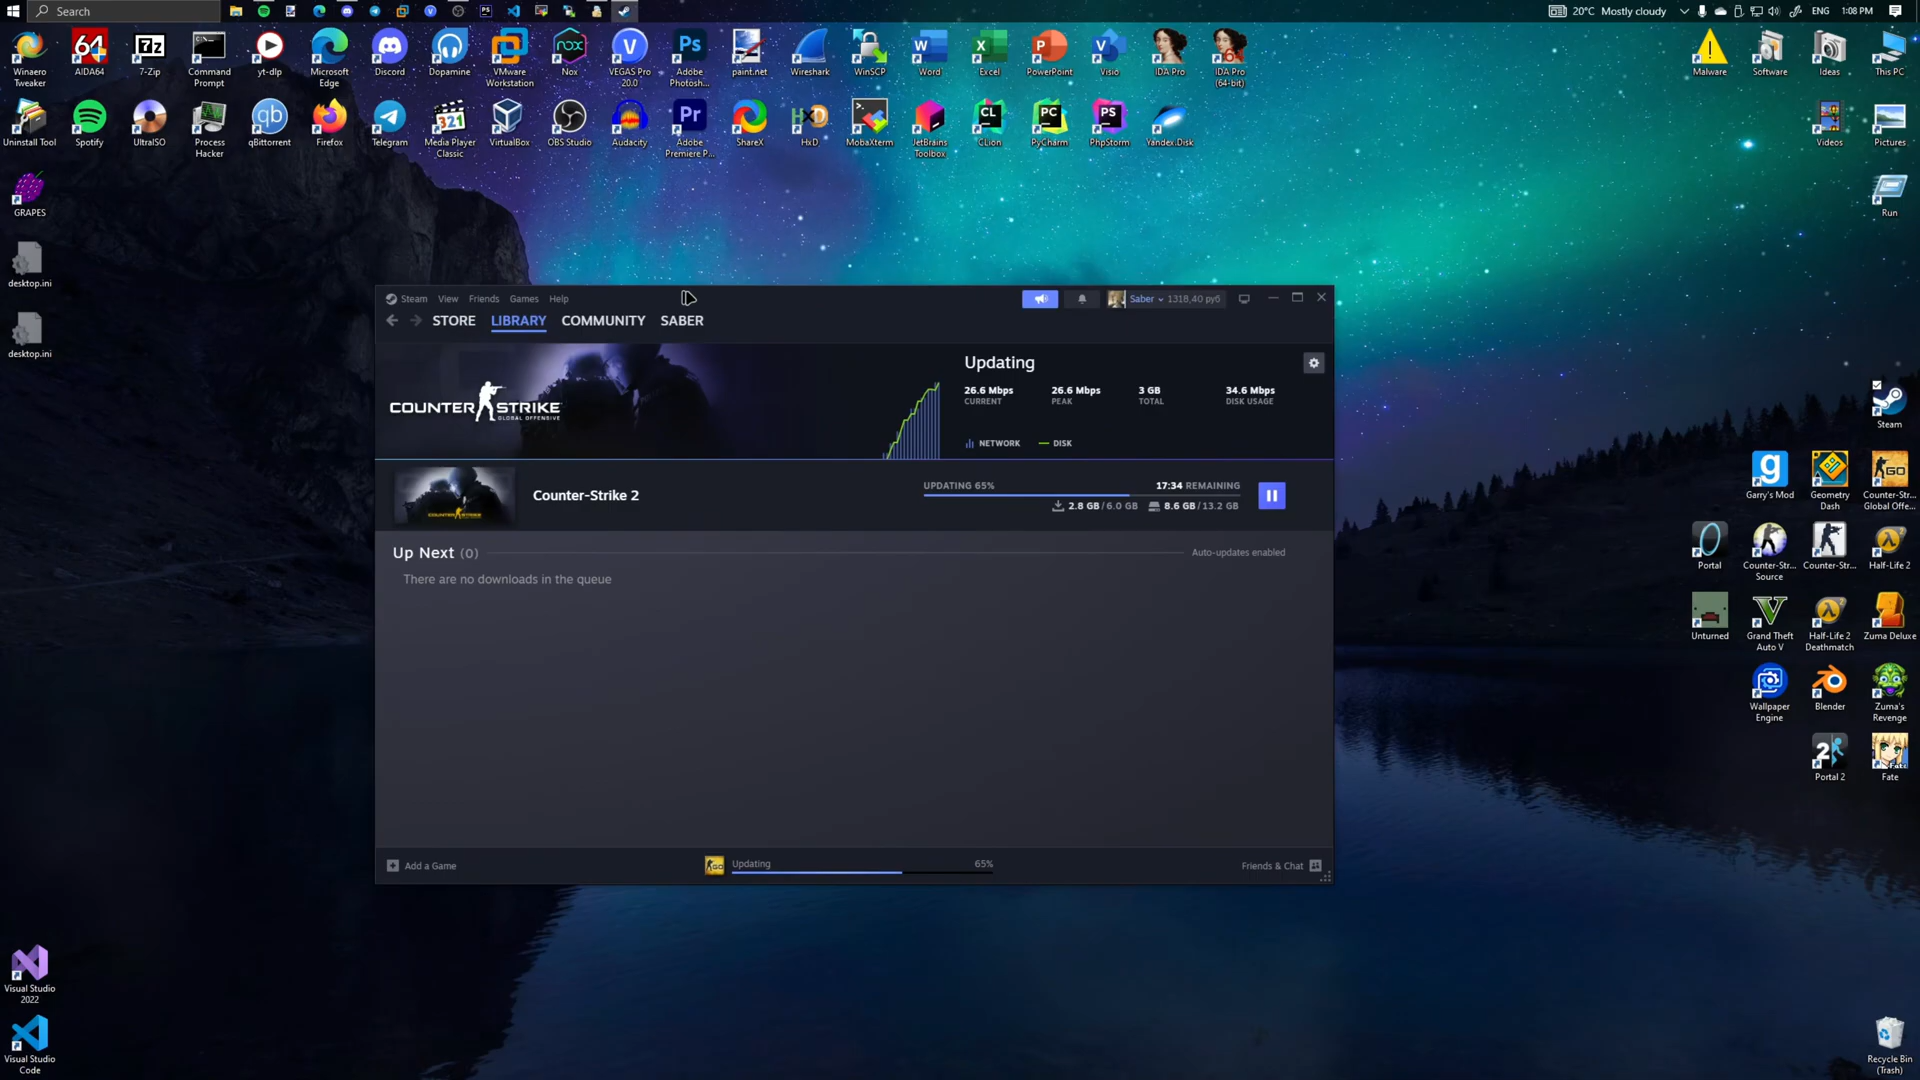 Search
20°C Mostly cloudy
ENG
1:08 PM
Winaero
Tweaker
AIDA64
7-Zip
Command
Prompt
yt-dlp
Microsoft
Edge
Discord
Dopamine
VMware
Workstation
Nox
VEGAS Pro
20.0
Adobe
Photosh...
paint.net
Wireshark
WinSCP
Word
Excel
PowerPoint
Visio
IDA Pro
IDA Pro
(64-bit)
Malware
Software
Ideas
This PC
Uninstall Tool
Spotify
UltraISO
Process
Hacker
qBittorrent
Firefox
Telegram
Media Player
Classic
VirtualBox
OBS Studio
Audacity
Adobe
Premiere P...
ShareX
HxD
MobaXterm
JetBrains
Toolbox
CLion
PyCharm
PhpStorm
Yandex.Disk
Videos
Pictures
GRAPES
Run
desktop.ini
desktop.ini
Steam View Friends Games Help
Saber 1318,40 руб
STORE LIBRARY COMMUNITY SABER
COUNTER STRIKE
GLOBAL OFFENSIVE
Updating
26.6 Mbps 26.6 Mbps 3 GB 34.6 Mbps
CURRENT PEAK TOTAL DISK USAGE
NETWORK DISK
Counter-Strike 2
UPDATING 65% 17:34 REMAINING
2.8 GB / 6.0 GB 8.6 GB / 13.2 GB
Up Next (0)
Auto-updates enabled
There are no downloads in the queue
Add a Game
Updating 65%
Friends & Chat
Steam
Garry's Mod
Geometry
Dash
Counter-Str...
Global Offe...
Portal
Counter-Str...
Source
Counter-Str...
Half-Life 2
Unturned
Grand Theft
Auto V
Half-Life 2
Deathmatch
Zuma Deluxe
Wallpaper
Engine
Blender
Zuma's
Revenge
Portal 2
Fate
Visual Studio
2022
Visual Studio
Code
Recycle Bin
(Trash)